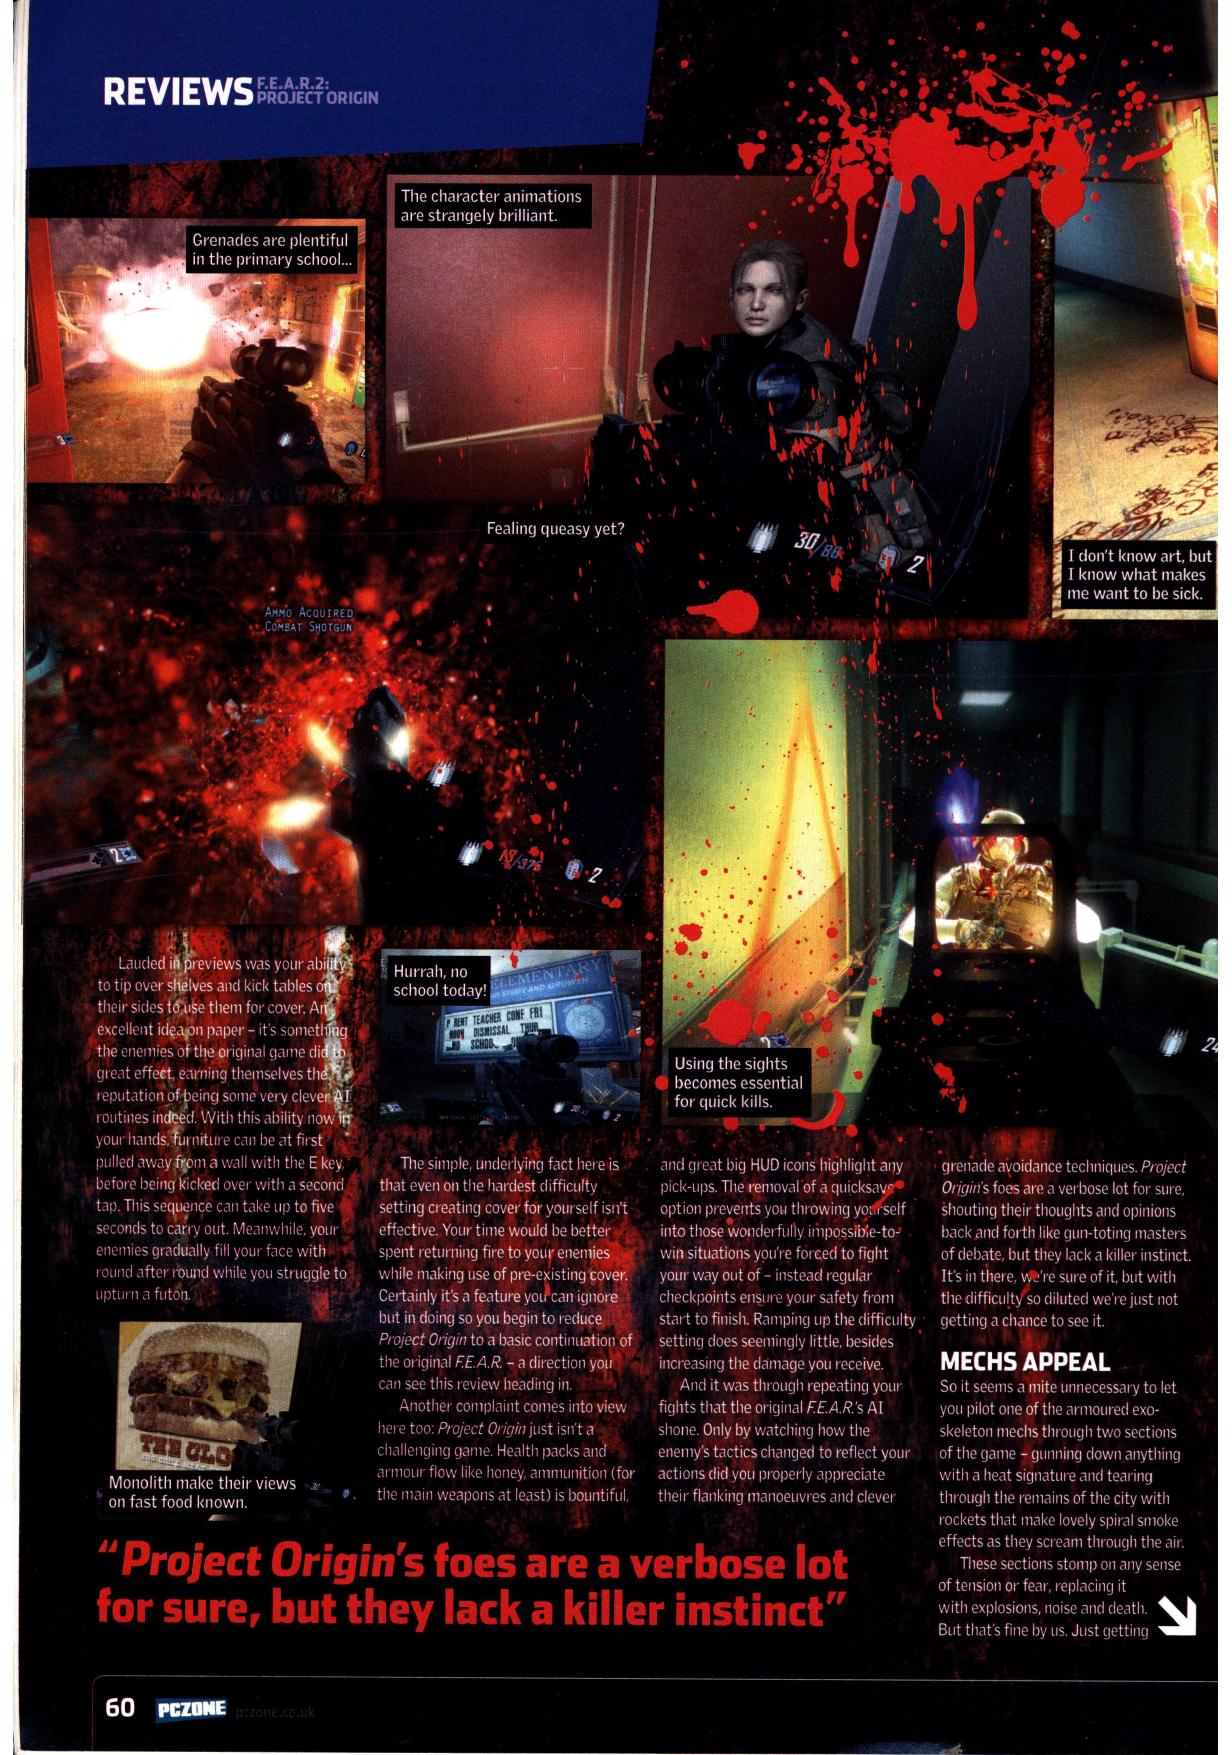 REVIEWS F.E.A.R.2:
PROJECT ORIGIN
Grenades are plentiful
in the primary school...
The character animations
are strangely brilliant.
Fealing queasy yet?
I don't know art, but
I know what makes
me want to be sick.
AMMO ACQUIRED
COMBAT SHOTGUN
30/88
2
2
2
Hurrah, no
school today!
ELEMENTARY
STUDY AND GROWTH
P RENT TEACHER CONF FRI
NOON DISMISSAL THUR
NO SCHOO
Using the sights
becomes essential
for quick kills.
24
Lauded in previews was your ability
to tip over shelves and kick tables on
their sides to use them for cover. An
excellent idea on paper – it's something
the enemies of the original game did to
great effect, earning themselves the
reputation of being some very clever AI
routines indeed. With this ability now in
your hands, furniture can be at first
pulled away from a wall with the E key,
before being kicked over with a second
tap. This sequence can take up to five
seconds to carry out. Meanwhile, your
enemies gradually fill your face with
round after round while you struggle to
upturn a futon.
THE GLO
Monolith make their views
on fast food known.
The simple, underlying fact here is
that even on the hardest difficulty
setting creating cover for yourself isn't
effective. Your time would be better
spent returning fire to your enemies
while making use of pre-existing cover.
Certainly it's a feature you can ignore
but in doing so you begin to reduce
Project Origin to a basic continuation of
the original F.E.A.R. – a direction you
can see this review heading in.
Another complaint comes into view
here too: Project Origin just isn't a
challenging game. Health packs and
armour flow like honey, ammunition (for
the main weapons at least) is bountiful,
and great big HUD icons highlight any
pick-ups. The removal of a quicksave
option prevents you throwing yourself
into those wonderfully impossible-to-
win situations you're forced to fight
your way out of – instead regular
checkpoints ensure your safety from
start to finish. Ramping up the difficulty
setting does seemingly little, besides
increasing the damage you receive.
And it was through repeating your
fights that the original F.E.A.R.'s AI
shone. Only by watching how the
enemy's tactics changed to reflect your
actions did you properly appreciate
their flanking manoeuvres and clever
grenade avoidance techniques. Project
Origin's foes are a verbose lot for sure,
shouting their thoughts and opinions
back and forth like gun-toting masters
of debate, but they lack a killer instinct.
It's in there, we're sure of it, but with
the difficulty so diluted we're just not
getting a chance to see it.
MECHS APPEAL
So it seems a mite unnecessary to let
you pilot one of the armoured exo-
skeleton mechs through two sections
of the game – gunning down anything
with a heat signature and tearing
through the remains of the city with
rockets that make lovely spiral smoke
effects as they scream through the air.
These sections stomp on any sense
of tension or fear, replacing it
with explosions, noise and death.
But that's fine by us. Just getting
"Project Origin's foes are a verbose lot
for sure, but they lack a killer instinct"
60 PCZONE pczone.co.uk